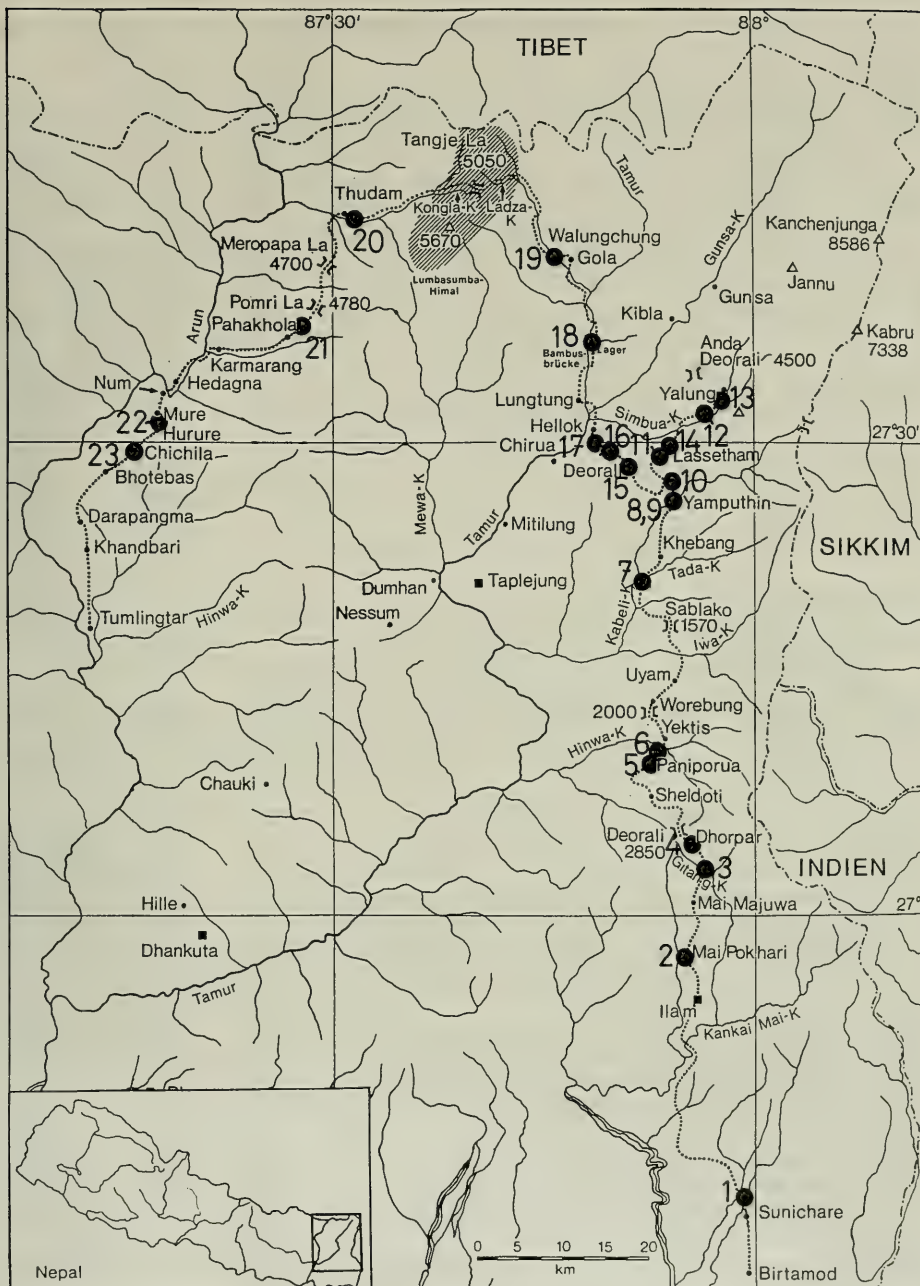 87°30'
88°
TIBET
Tangje La
5050
Thudam
Kongla-K
Ladza-K
5670
Lumbasumba-
Himal
20
Tamur
Gunsa-K
Kanchenjunga
8586
Jannu
Walungchung
Gola
19
Meropapa La
4700
Pomri La
4780
Pahakhola
21
Arun
Karmarang
Hedagna
Num
Kibla
Gunsa
Kabru
7338
18
Bambus-
brücke
Lager
Anda
Deorali 4500
Yalung
13
12
Lungtung
Simbua-K
Hellok
Chirua
17
16
11
14
Lassetham
Deorali
15
10
8,9
Yamputhin
27°30
22
Mure
Hurure
23
Chichila
Bhotebas
Darapangma
Khandbari
Tumlingtar
Hinwa-K
Mewa-K
Tamur
Mitilung
Taplejung
Dumhan
Nessum
Khebang
7
Tada-K
Kabeli-K
Sablako
1570
Iwa-K
SIKKIM
Uyam
Worebung
2000
Yektis
Hinwa-K
6
5
Paniporua
Sheldoti
Chauki
Deorali
2850
4
Dhorpar
3
Gitang-K
INDIEN
Mai Majuwa
27°
Hille
Dhankuta
Tamur
2
Mai Pokhari
Ilam
Kankai Mai-K
1
Sunichare
Birtamod
0 5 10 20
km
Nepal